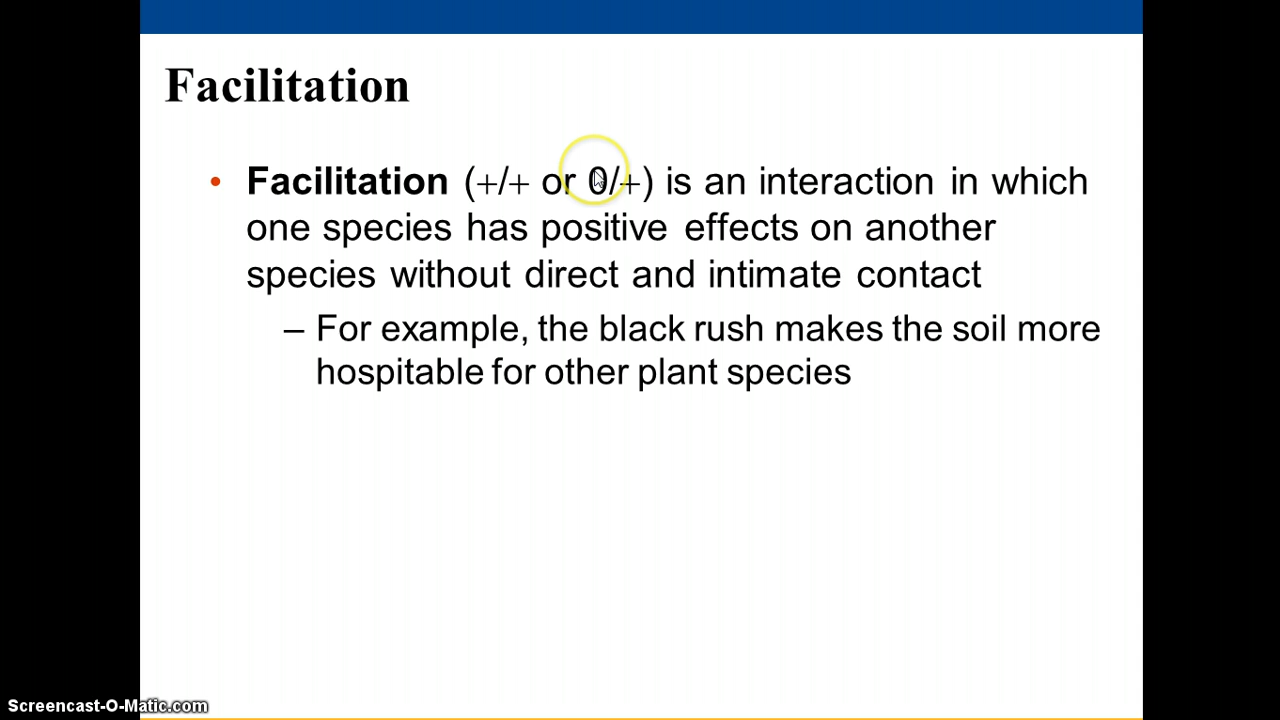 Facilitation
• Facilitation (+/+ or 0/+) is an interaction in which
one species has positive effects on another
species without direct and intimate contact
– For example, the black rush makes the soil more
hospitable for other plant species
Screencast-O-Matic.com